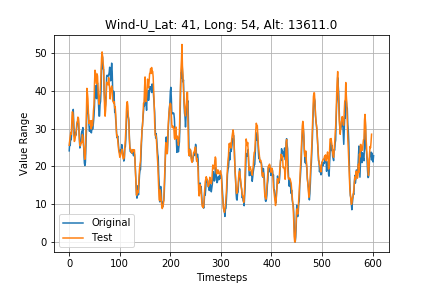 Wind-U_Lat: 41, Long: 54, Alt: 13611.0
Value Range
50
40
30
20
10
0
Original
Test
0 100 200 300 400 500 600
Timesteps